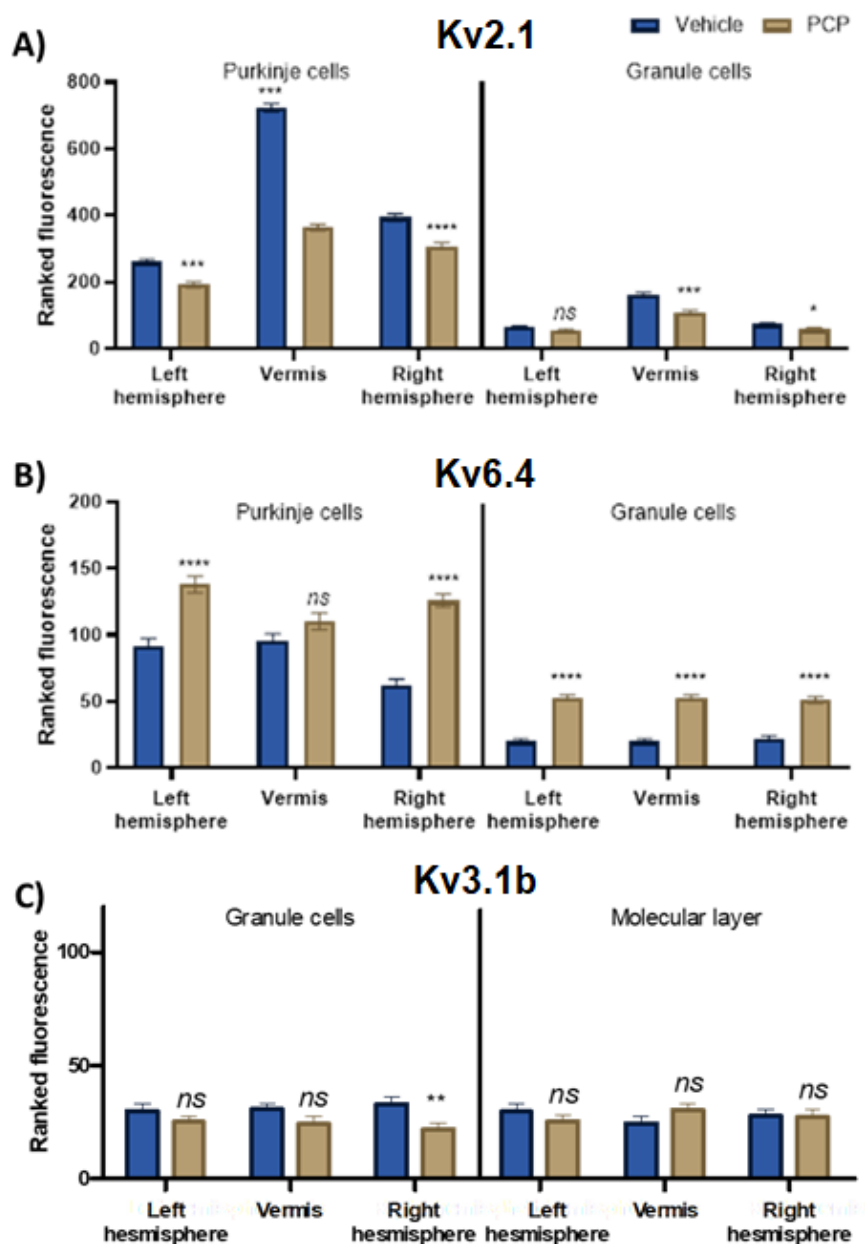 Kv2.1
Vehicle PCP
A)
Purkinje cells Granule cells
Ranked fluorescence
800
600
400
200
0
*** *** **** ns *** *
Left hemisphere Vermis Right hemisphere Left hemisphere Vermis Right hemisphere
B)
Kv6.4
Purkinje cells Granule cells
Ranked fluorescence
200
150
100
50
0
**** ns **** **** **** ****
Left hemisphere Vermis Right hemisphere Left hemisphere Vermis Right hemisphere
Kv3.1b
C)
Granule cells Molecular layer
Ranked fluorescence
100
50
0
ns ns ** ns ns ns
Left hesmisphere Vermis Right hesmisphere Left hesmisphere Vermis Right hesmisphere